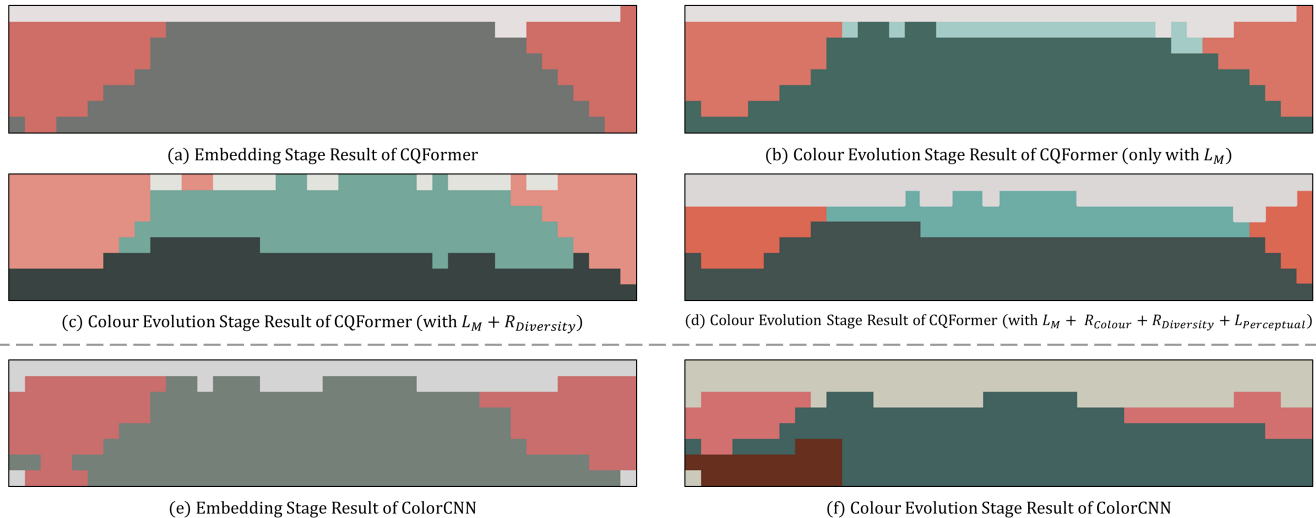 (a) Embedding Stage Result of CQFormer
(b) Colour Evolution Stage Result of CQFormer (only with L_M)
(c) Colour Evolution Stage Result of CQFormer (with L_M + R_Diversity)
(d) Colour Evolution Stage Result of CQFormer (with L_M + R_Colour + R_Diversity + L_Perceptual)
(e) Embedding Stage Result of ColorCNN
(f) Colour Evolution Stage Result of ColorCNN